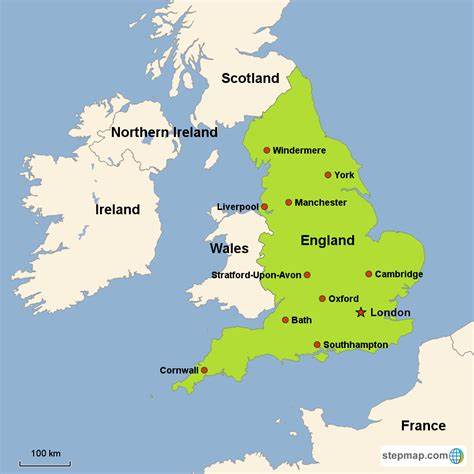 Scotland
Northern Ireland
Windermere
York
Ireland
Liverpool
Manchester
Wales
England
Stratford-Upon-Avon
Cambridge
Oxford
London
Bath
Southhampton
Cornwall
France
100 km
stepmap.com